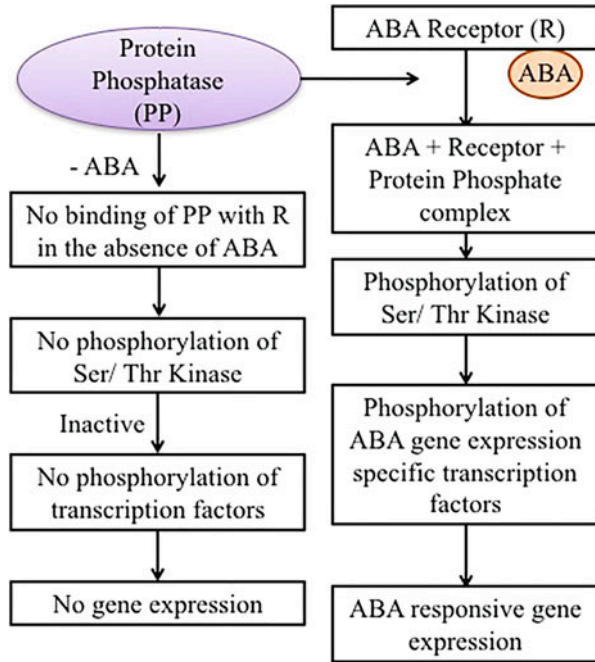 Protein
Phosphatase
(PP)
- ABA
No binding of PP with R
in the absence of ABA
No phosphorylation of
Ser/ Thr Kinase
Inactive
No phosphorylation of
transcription factors
No gene expression
ABA Receptor (R)
ABA
ABA + Receptor +
Protein Phosphate
complex
Phosphorylation of
Ser/ Thr Kinase
Phosphorylation of
ABA gene expression
specific transcription
factors
ABA responsive gene
expression